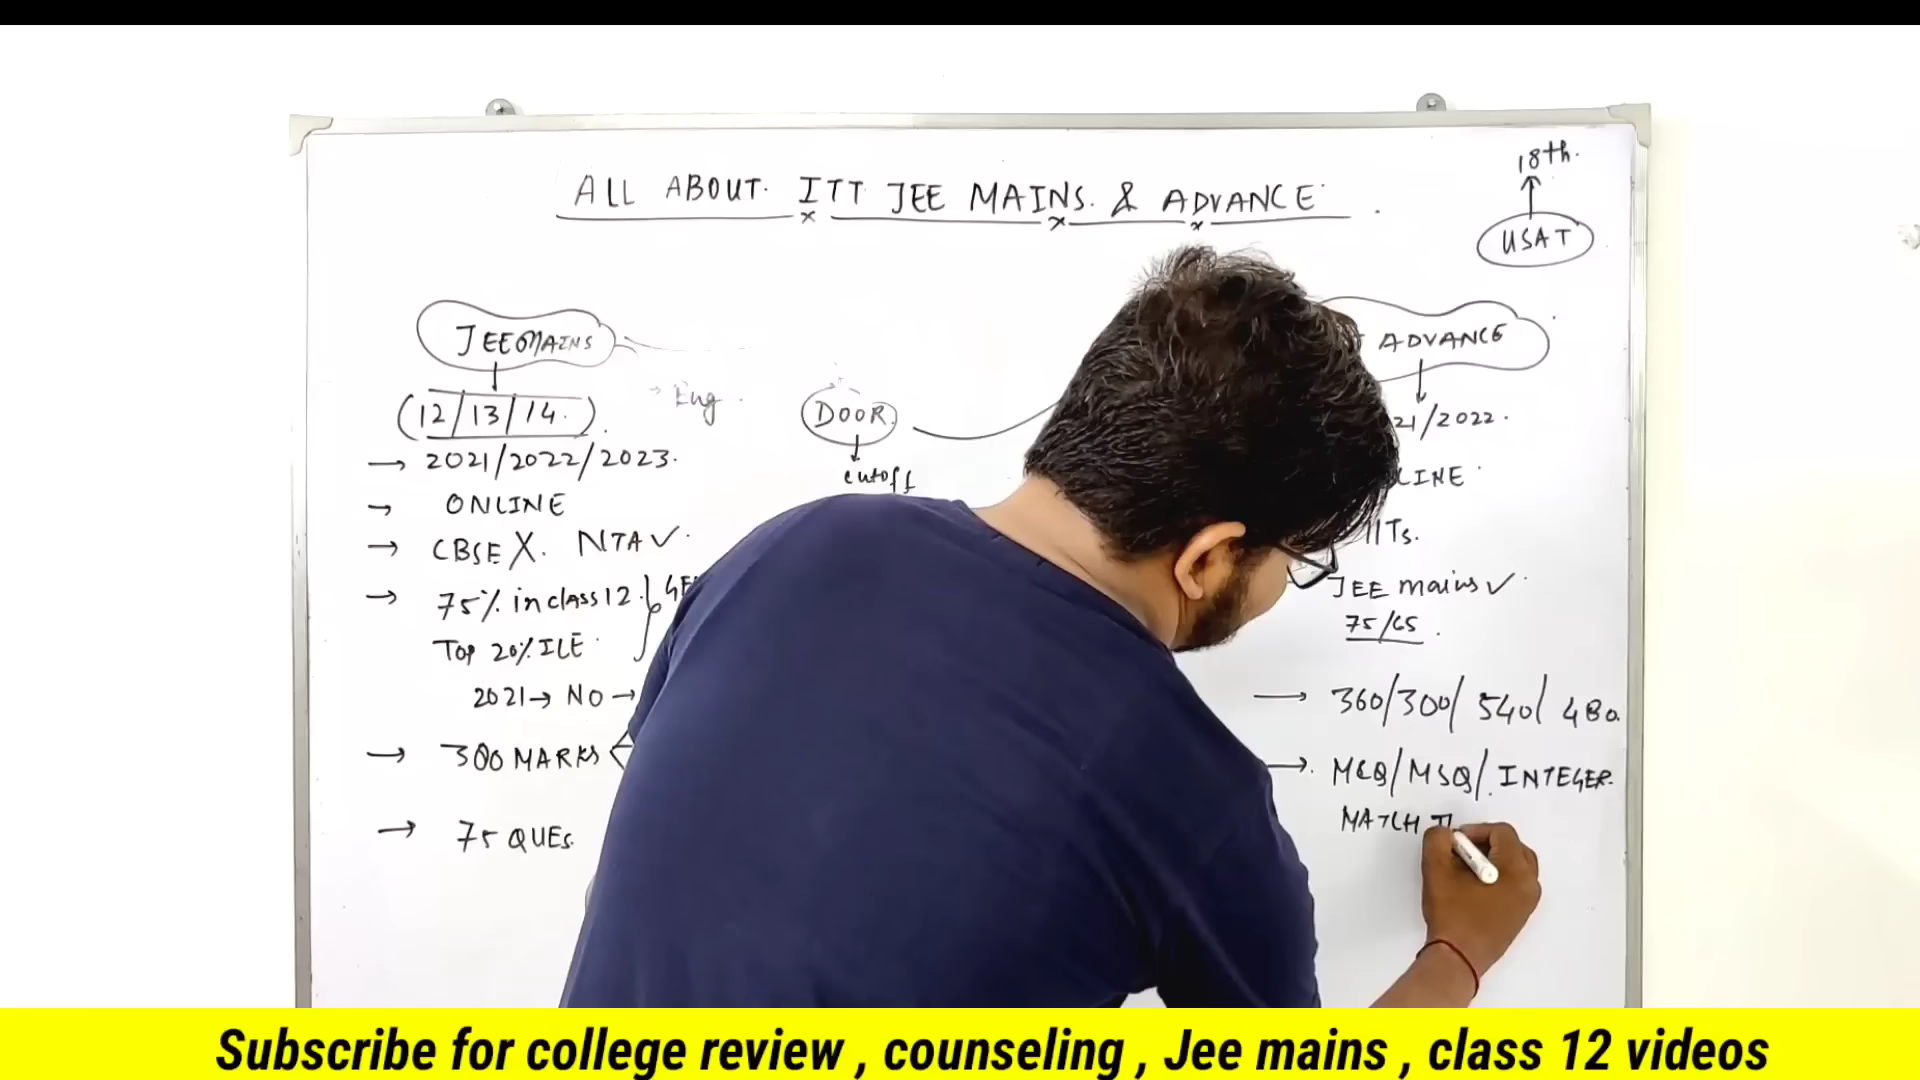 ALL ABOUT. IIT JEE MAINS. & ADVANCE
18th.
USAT
JEE MAINS
(12/13/14.)
→ 2021/2022/2023.
→ ONLINE
→ CBSE X. NTA ✓.
→ 75% in class 12.
Top 20%ILE
2021 → NO →
→ 300 MARKS
→ 75 QUES.
→ Eng.
DOOR
cutoff
ADVANCE
21/2022.
LINE
IITs.
JEE mains ✓
75/65.
→ 360/300/540/480.
→ MCQ/MSQ/INTEGER.
MATCH
Subscribe for college review , counseling , Jee mains , class 12 videos